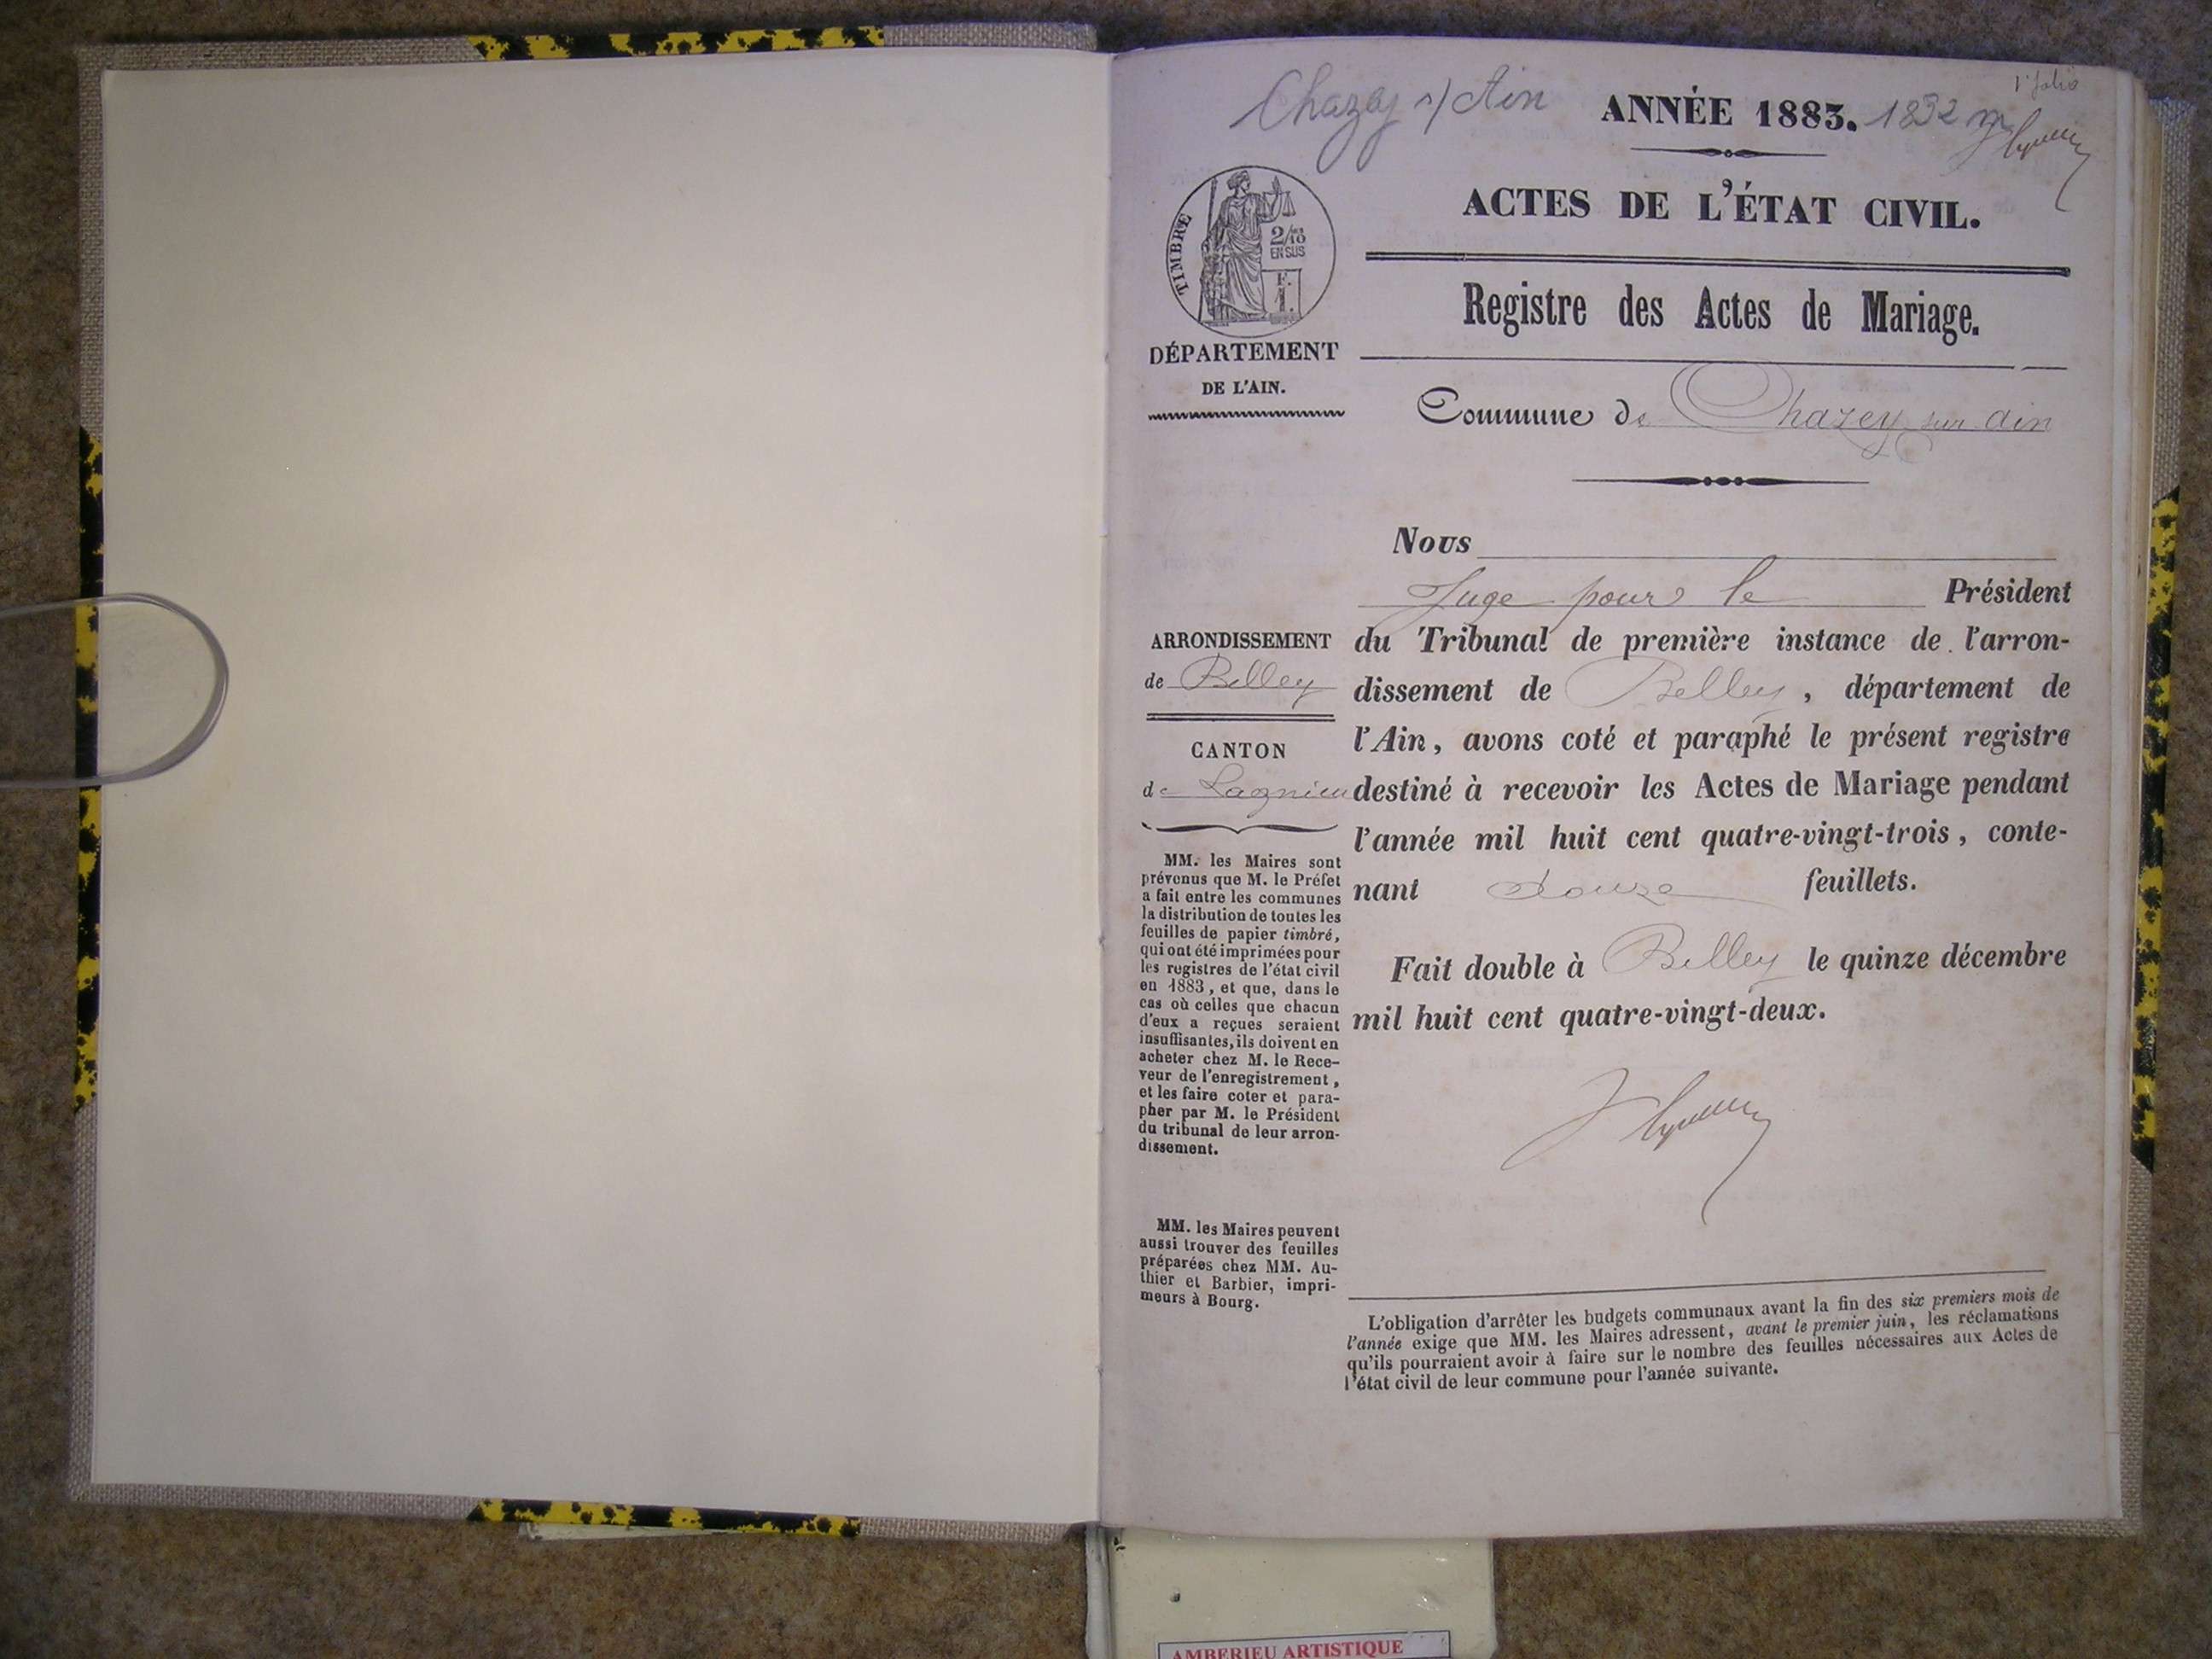 1er folio
Chazey s/ Ain ANNÉE 1883. 1832 m
ACTES DE L'ÉTAT CIVIL.
TIMBRE
2/10
EN SUS
F.
1.
Registre des Actes de Mariage.
DÉPARTEMENT
DE L'AIN.
Commune de Chazey sur ain
Nous
Juge pour le Président
du Tribunal de première instance de l'arron-
dissement de Belley, département de
l'Ain, avons coté et paraphé le présent registre
destiné à recevoir les Actes de Mariage pendant
l'année mil huit cent quatre-vingt-trois, conte-
nant douze feuillets.
Fait double à Belley le quinze décembre
mil huit cent quatre-vingt-deux.
ARRONDISSEMENT
de Belley
CANTON
de Lagnieu
MM. les Maires sont
prévenus que M. le Préfet
a fait entre les communes
la distribution de toutes les
feuilles de papier timbré,
qui ont été imprimées pour
les registres de l'état civil
en 1883, et que, dans le
cas où celles que chacun
d'eux a reçues seraient
insuffisantes, ils doivent en
acheter chez M. le Rece-
veur de l'enregistrement,
et les faire coter et para-
pher par M. le Président
du tribunal de leur arron-
dissement.
MM. les Maires peuvent
aussi trouver des feuilles
préparées chez MM. Au-
thier et Barbier, impri-
meurs à Bourg.
L'obligation d'arrêter les budgets communaux avant la fin des six premiers mois de
l'année exige que MM. les Maires adressent, avant le premier juin, les réclamations
qu'ils pourraient avoir à faire sur le nombre des feuilles nécessaires aux Actes de
l'état civil de leur commune pour l'année suivante.
AMBERIEU ARTISTIQUE